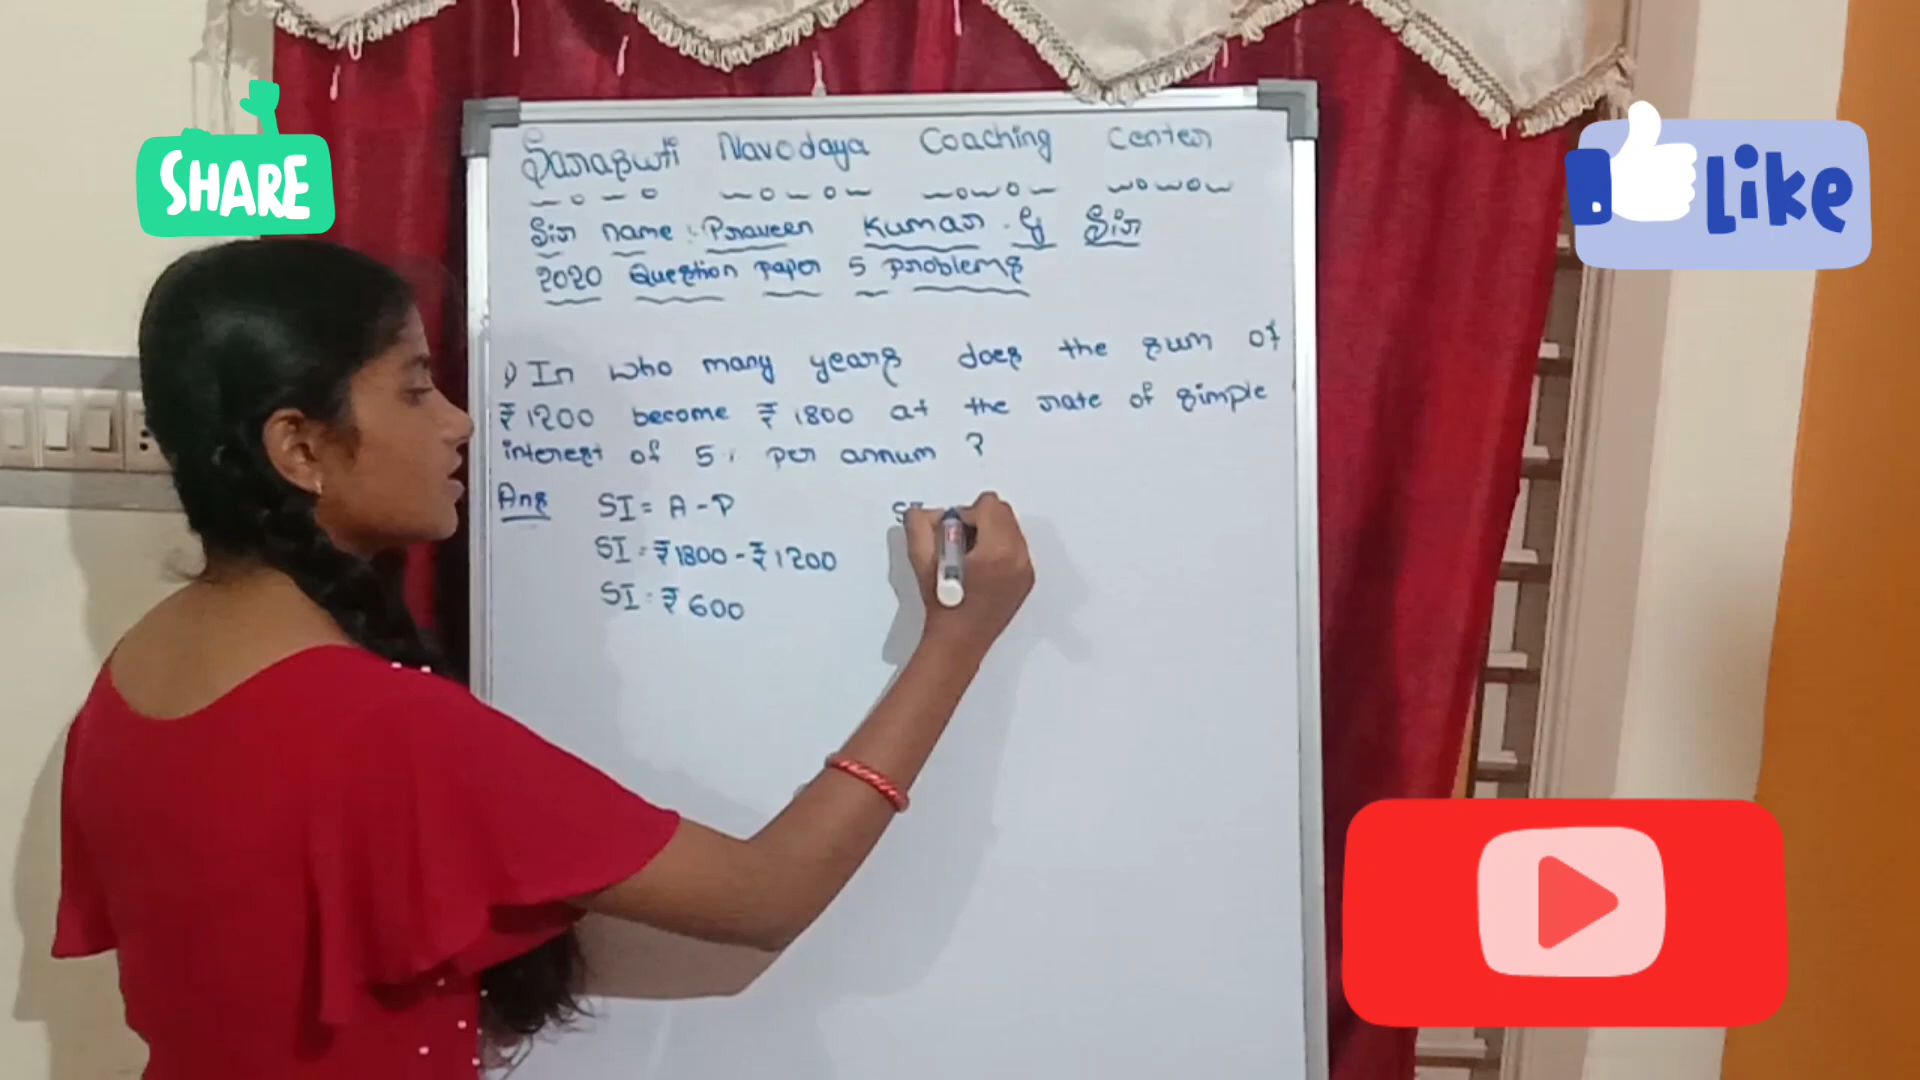 SHARE
Like
Navodaya Coaching Center
Sir name : Praveen Kumar . G Sir
2020 Question paper 5 problems
1) In who many years does the sum of
₹ 1200 become ₹ 1800 at the rate of simple
interest of 5% per annum ?
Ans SI = A - P
SI = ₹ 1800 - ₹ 1200
SI = ₹ 600
SI